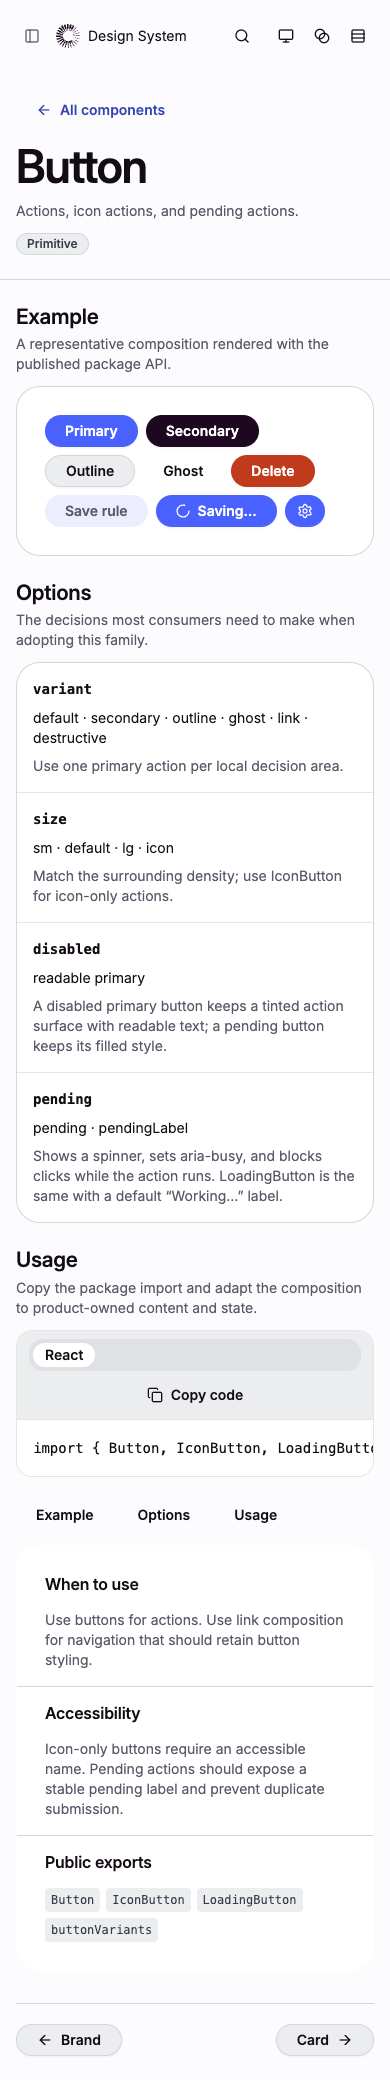 Design System
All components
Button
Actions, icon actions, and pending actions.
Primitive
Example
A representative composition rendered with the
published package API.
Primary
Secondary
Outline
Ghost
Delete
Save rule
Saving…
Options
The decisions most consumers need to make when
adopting this family.
variant
default · secondary · outline · ghost · link ·
destructive
Use one primary action per local decision area.
size
sm · default · lg · icon
Match the surrounding density; use IconButton
for icon-only actions.
disabled
readable primary
A disabled primary button keeps a tinted action
surface with readable text; a pending button
keeps its filled style.
pending
pending · pendingLabel
Shows a spinner, sets aria-busy, and blocks
clicks while the action runs. LoadingButton is the
same with a default “Working…” label.
Usage
Copy the package import and adapt the composition
to product-owned content and state.
React
Copy code
import { Button, IconButton, LoadingButto
Example
Options
Usage
When to use
Use buttons for actions. Use link composition
for navigation that should retain button
styling.
Accessibility
Icon-only buttons require an accessible
name. Pending actions should expose a
stable pending label and prevent duplicate
submission.
Public exports
Button
IconButton
LoadingButton
buttonVariants
Brand
Card